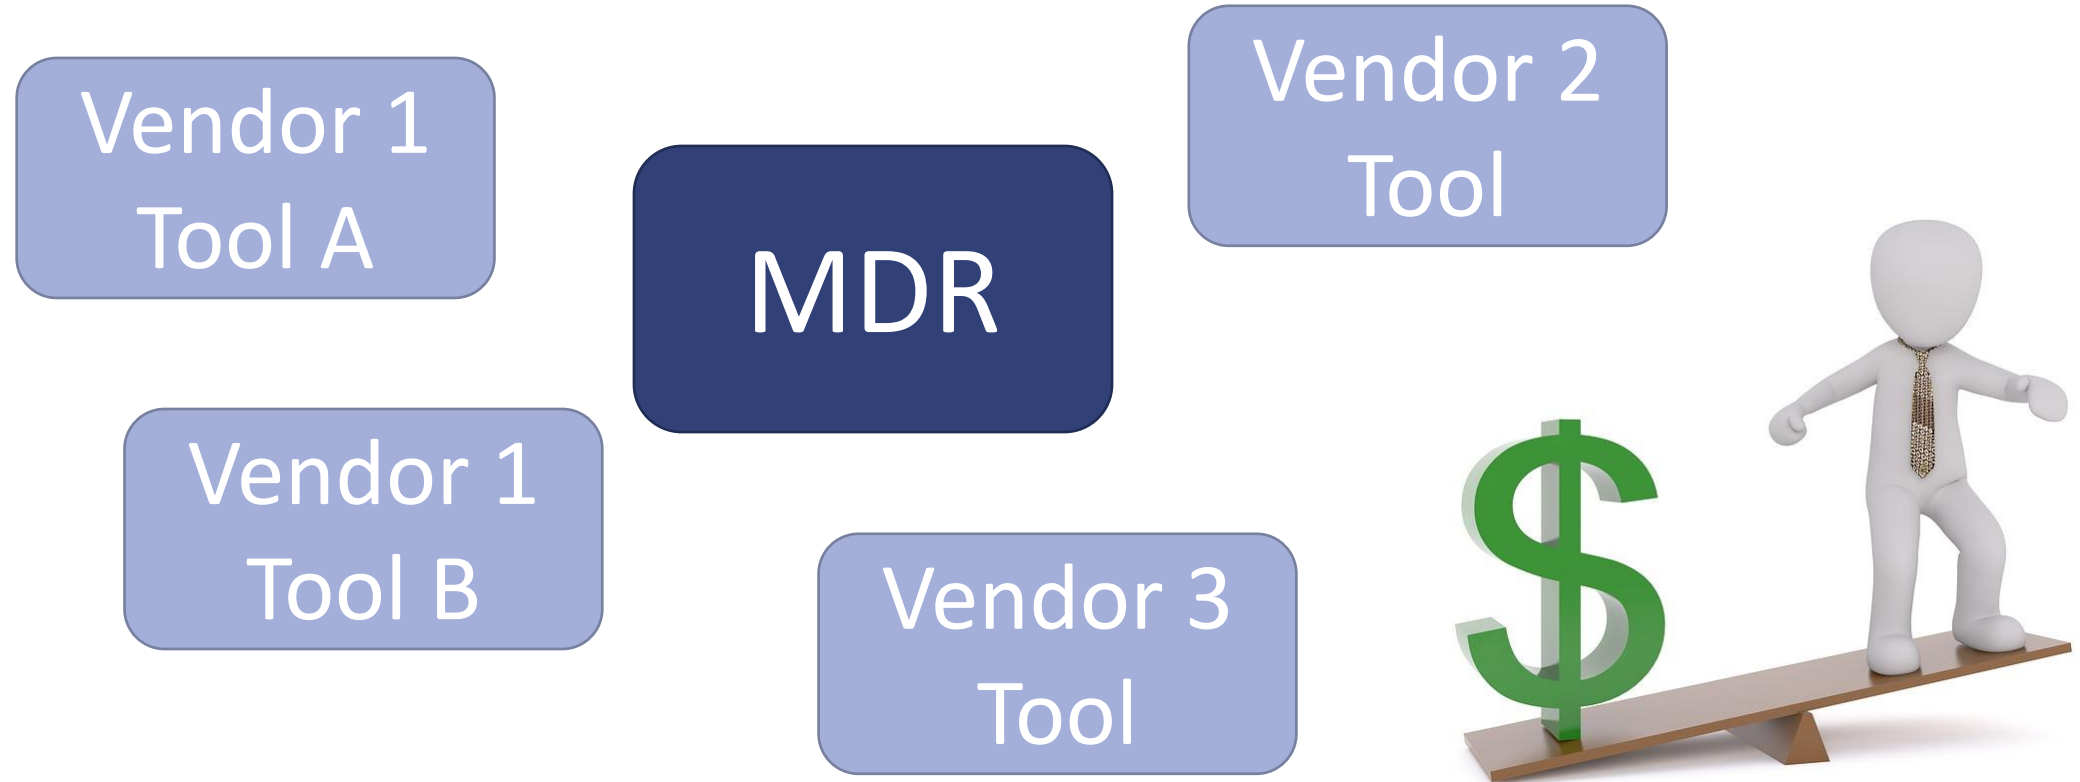 Vendor 1
Tool A
MDR
Vendor 2
Tool
Vendor 1
Tool B
Vendor 3
Tool
$